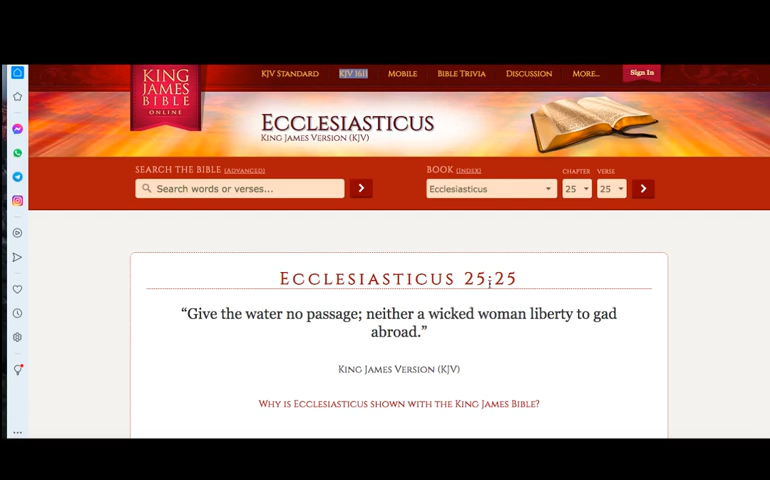 KING
JAMES
BIBLE
ONLINE
KJV STANDARD KJV 1611 MOBILE BIBLE TRIVIA DISCUSSION MORE... Sign In
ECCLESIASTICUS
KING JAMES VERSION (KJV)
SEARCH THE BIBLE (ADVANCED) BOOK (INDEX) CHAPTER VERSE
Search words or verses... Ecclesiasticus 25 25
ECCLESIASTICUS 25:25
“Give the water no passage; neither a wicked woman liberty to gad
abroad.”
KING JAMES VERSION (KJV)
WHY IS ECCLESIASTICUS SHOWN WITH THE KING JAMES BIBLE?